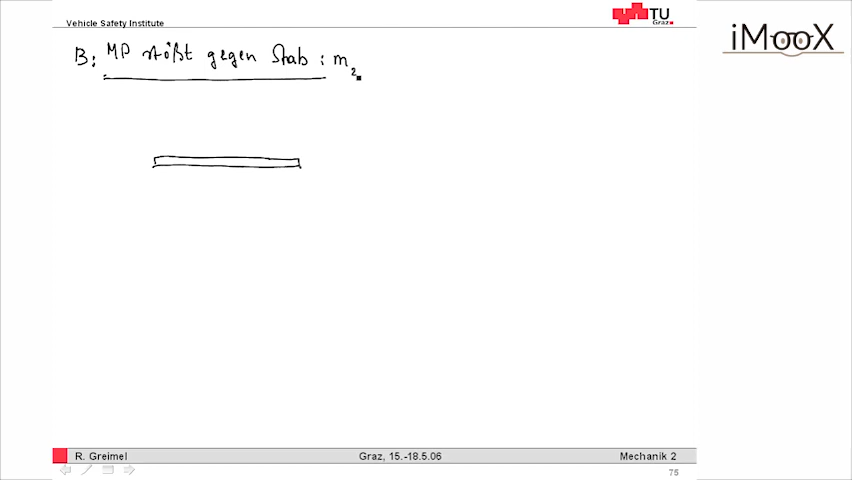 Vehicle Safety Institute
TU
Graz
iMooX
B: MP stößt gegen Stab : m₂
R. Greimel
Graz, 15.-18.5.06
Mechanik 2
75